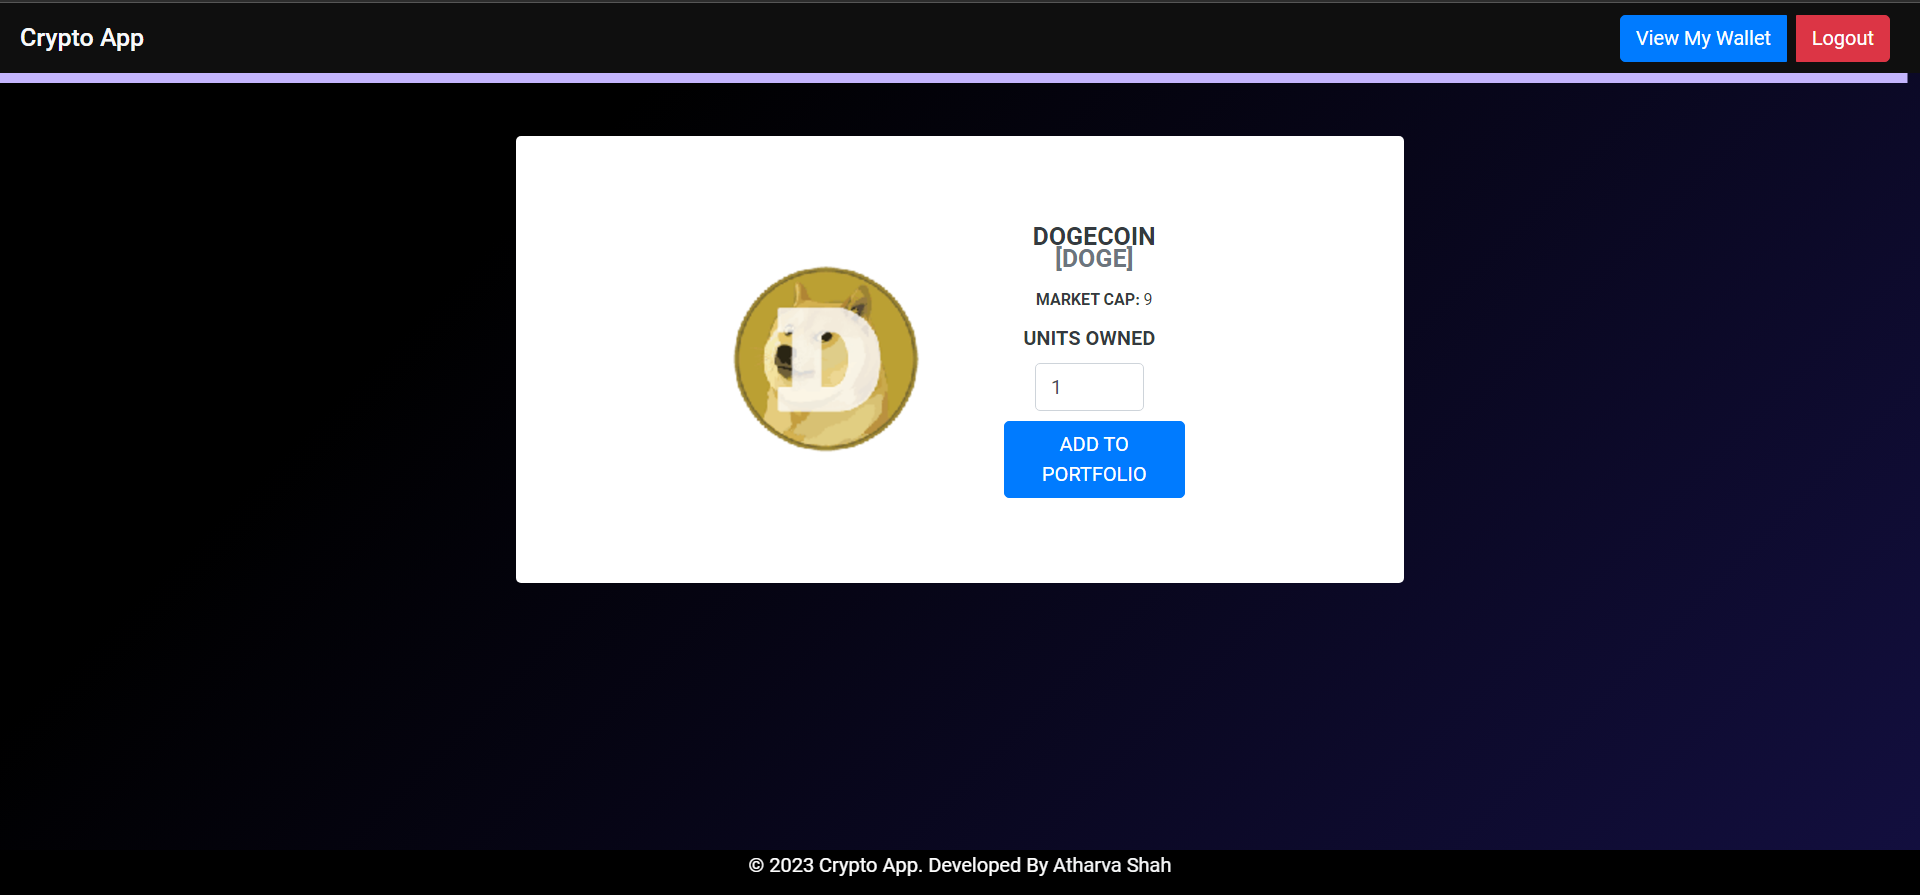 Crypto App
View My Wallet
Logout
DOGECOIN
[DOGE]
MARKET CAP: 9
UNITS OWNED
1
ADD TO
PORTFOLIO
D
© 2023 Crypto App. Developed By Atharva Shah